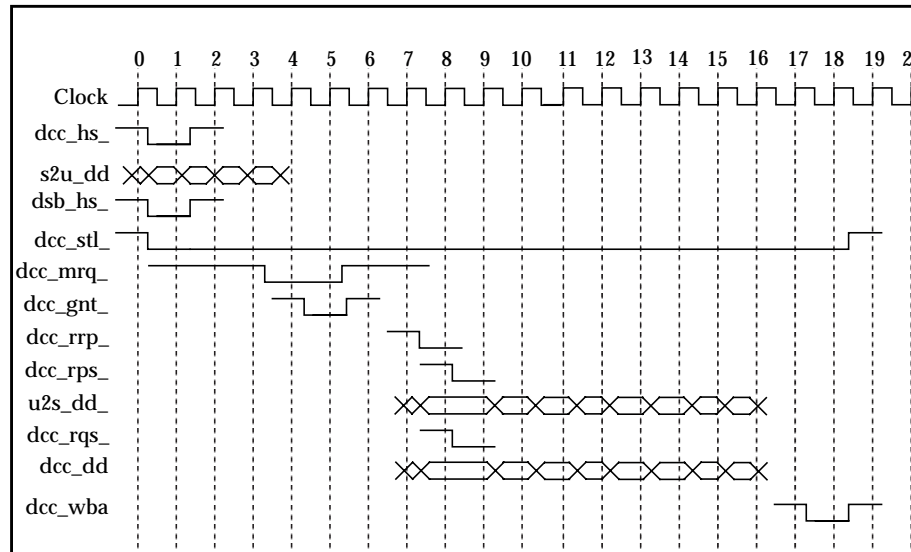 0 1 2 3 4 5 6 7 8 9 10 11 12 13 14 15 16 17 18 19
Clock
dcc_hs_
s2u_dd
dsb_hs_
dcc_stl_
dcc_mrq_
dcc_gnt_
dcc_rrp_
dcc_rps_
u2s_dd_
dcc_rqs_
dcc_dd
dcc_wba